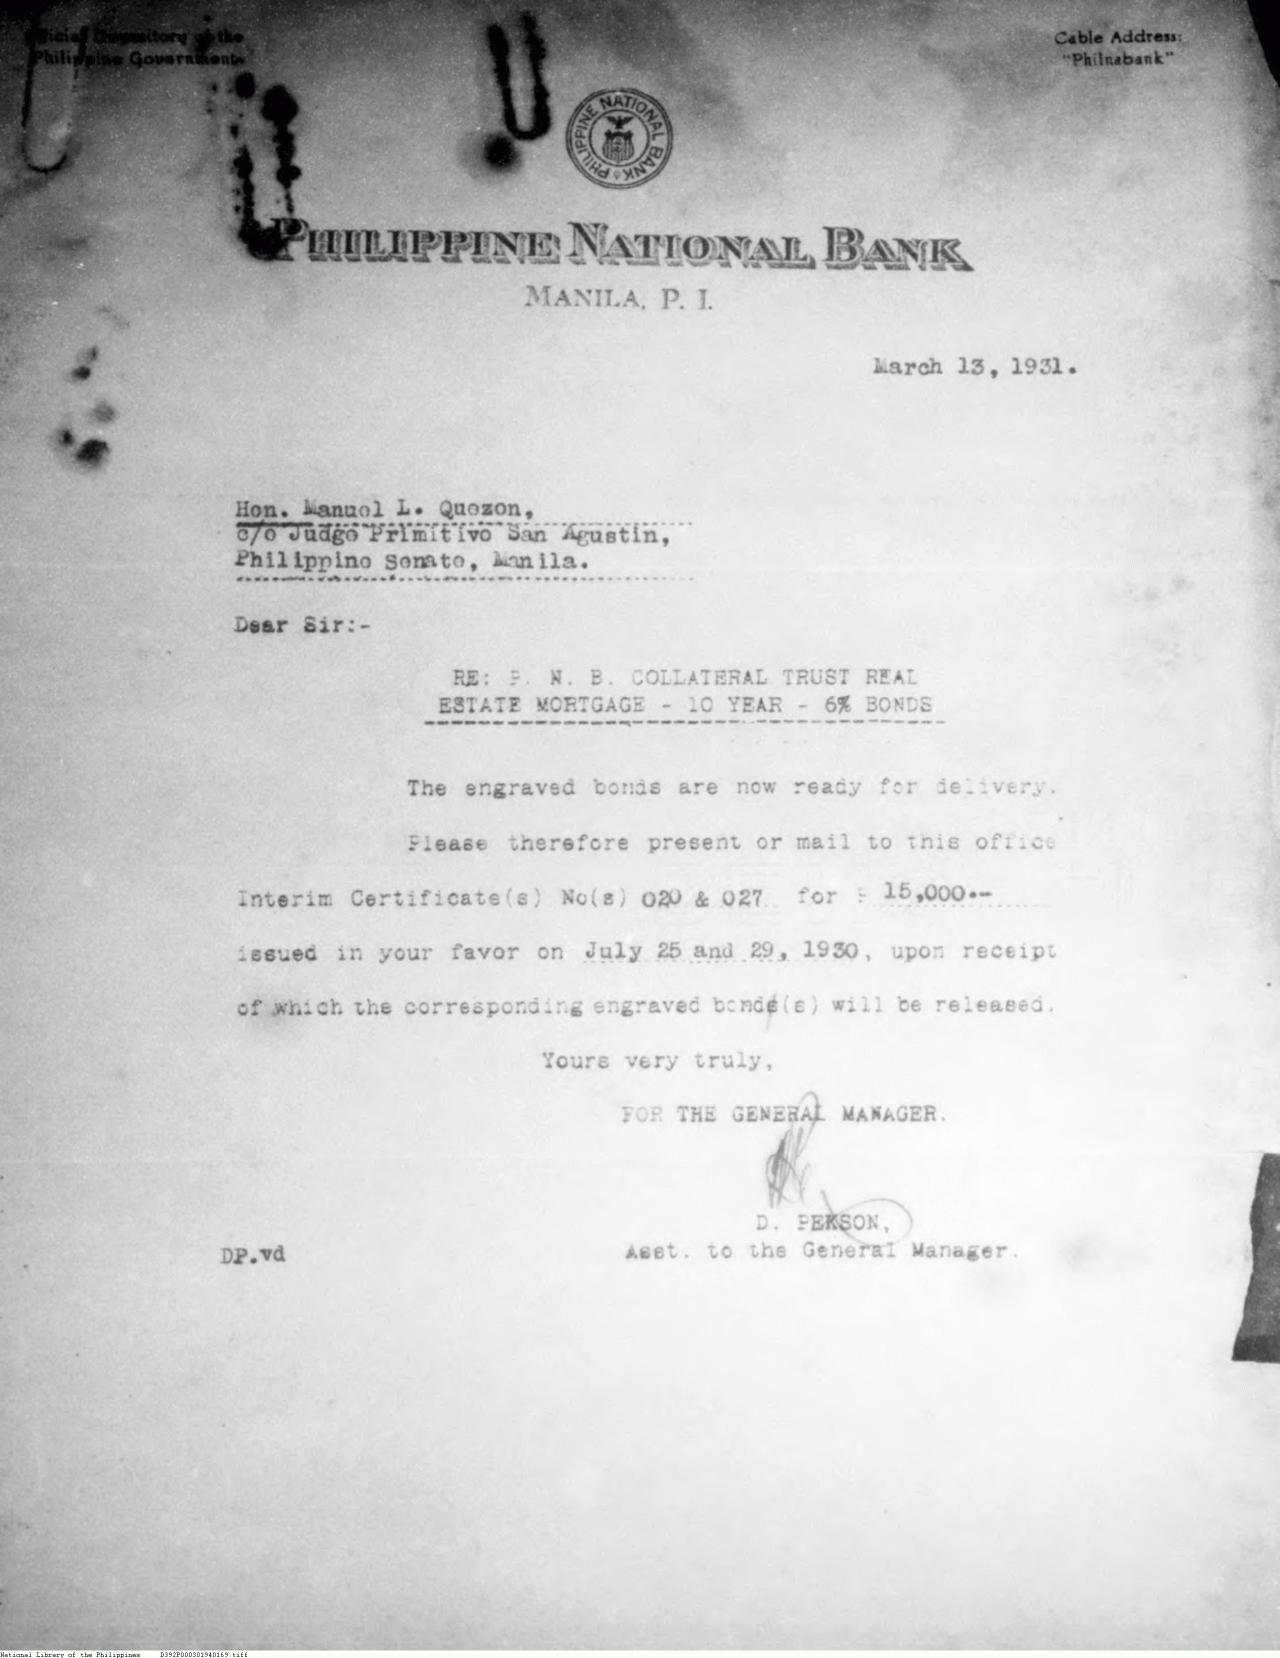 Official Depository of the
Philippine Government
Cable Address:
"Philnabank"
PHILIPPINE NATIONAL BANK
PHILIPPINE NATIONAL BANK
MANILA, P. I.
March 13, 1931.
Hon. Manuel L. Quezon,
c/o Judge Primitivo San Agustin,
Philippine Senate, Manila.
Dear Sir:-
RE: P. N. B. COLLATERAL TRUST REAL
ESTATE MORTGAGE - 10 YEAR - 6% BONDS
The engraved bonds are now ready for delivery.
Please therefore present or mail to this office
Interim Certificate(s) No(s) 020 & 027 for ₱ 15,000.--
issued in your favor on July 25 and 29, 1930, upon receipt
of which the corresponding engraved bonds(s) will be released.
Yours very truly,
FOR THE GENERAL MANAGER.
D. PEKSON,
Asst. to the General Manager.
DP.vd
National Library of the Philippines D392P000301940169.tiff